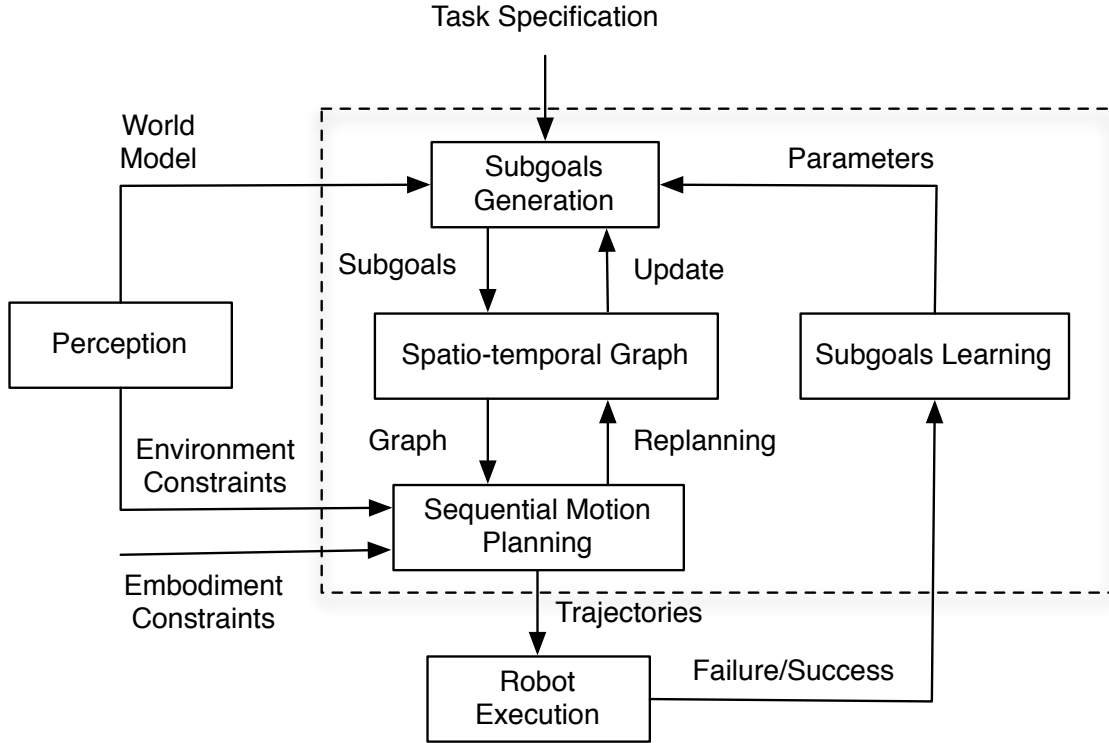 Task Specification
World
Model
Subgoals
Generation
Parameters
Subgoals
Update
Perception
Spatio-temporal Graph
Subgoals Learning
Environment
Constraints
Graph
Replanning
Sequential Motion
Planning
Embodiment
Constraints
Trajectories
Robot
Execution
Failure/Success